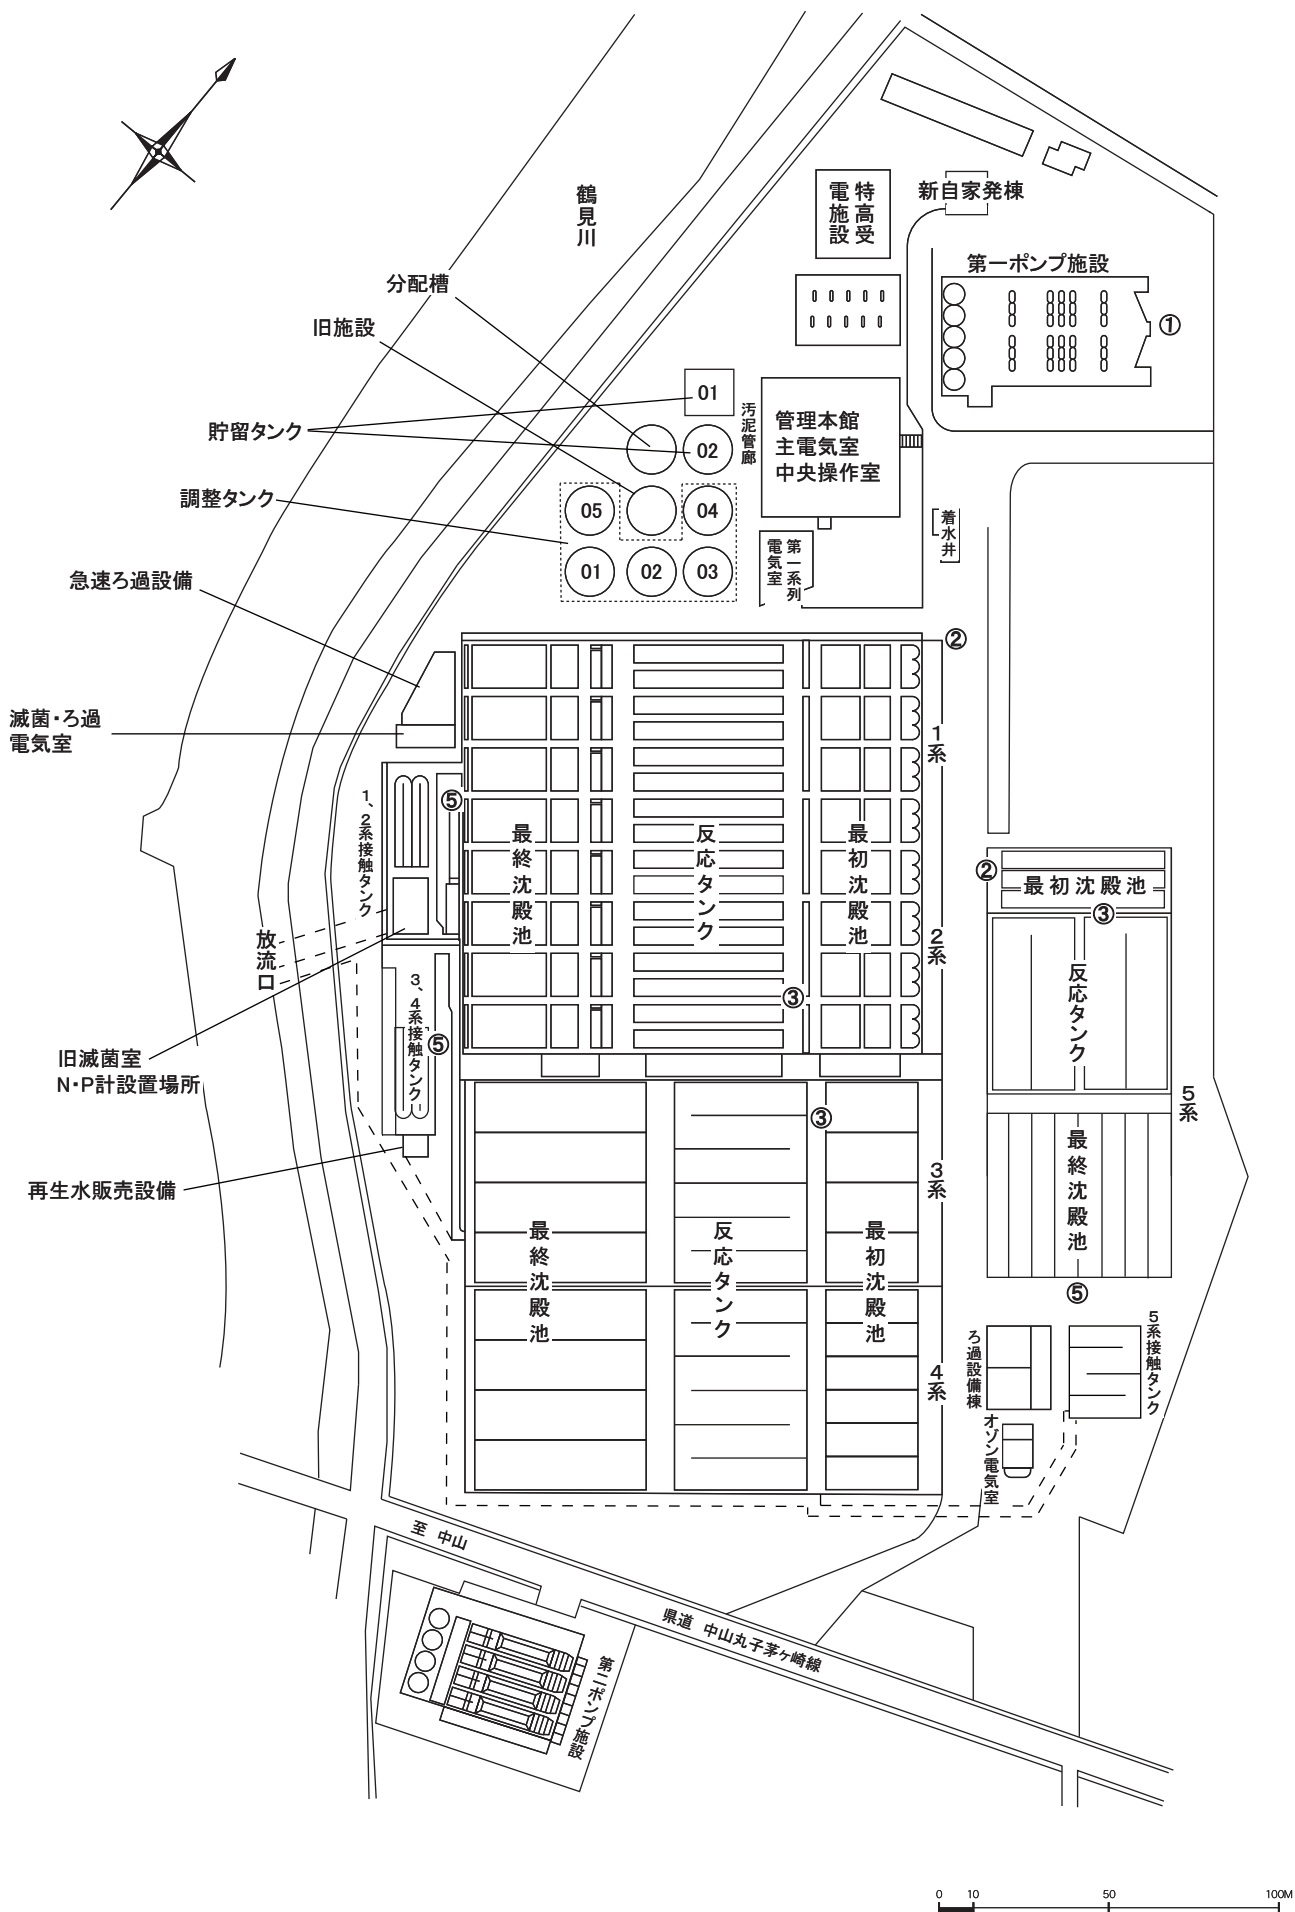 鶴見川
特高受
電施設
新自家発棟
第一ポンプ施設
①
分配槽
旧施設
貯留タンク
調整タンク
急速ろ過設備
滅菌・ろ過
電気室
01
02
05
04
01
02
03
汚泥管廊
管理本館
主電気室
中央操作室
第一系列
電気室
着水井
②
1系
2系
最終沈殿池
反応タンク
最初沈殿池
③
⑤
1、2系接触タンク
放流口
3、4系接触タンク
⑤
旧滅菌室
N・P計設置場所
再生水販売設備
③
3系
4系
最終沈殿池
反応タンク
最初沈殿池
②
最初沈殿池
③
反応タンク
5系
最終沈殿池
⑤
ろ過設備棟
5系接触タンク
オゾン電気室
至 中山
県道 中山丸子茅ケ崎線
第二ポンプ施設
0 10 50 100M